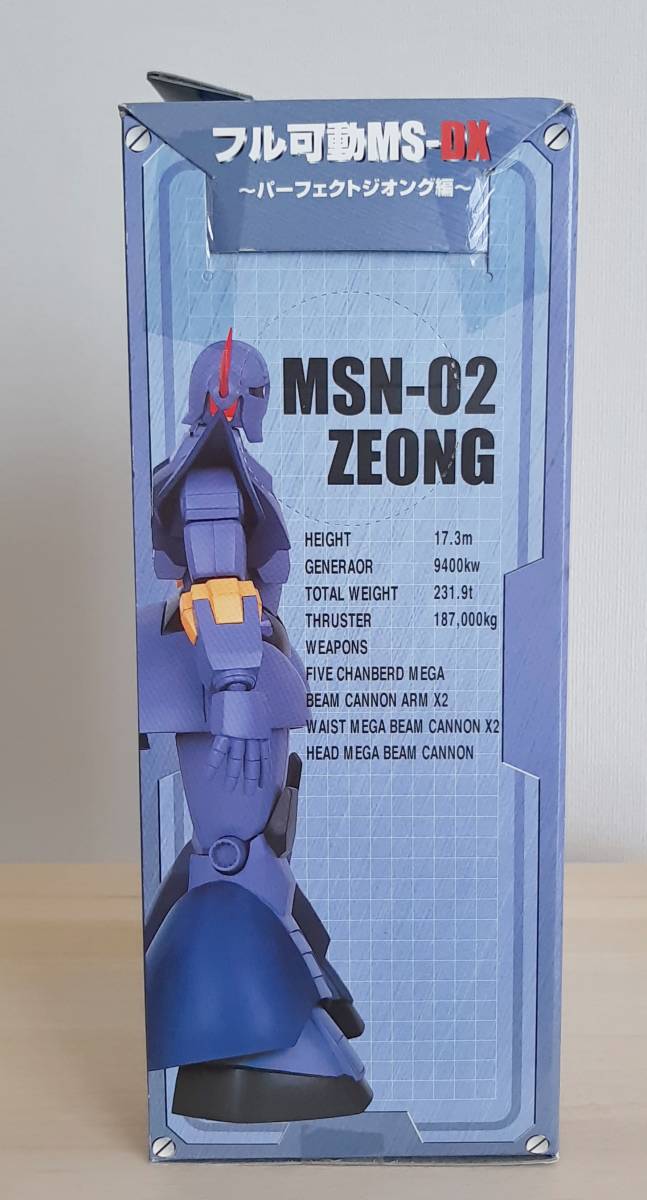 フル可動MS-DX
～パーフェクトジオング編～
MSN-02
ZEONG
HEIGHT 17.3m
GENERAOR 9400kw
TOTAL WEIGHT 231.9t
THRUSTER 187,000kg
WEAPONS
FIVE CHANBERD MEGA
BEAM CANNON ARM X2
WAIST MEGA BEAM CANNON X2
HEAD MEGA BEAM CANNON